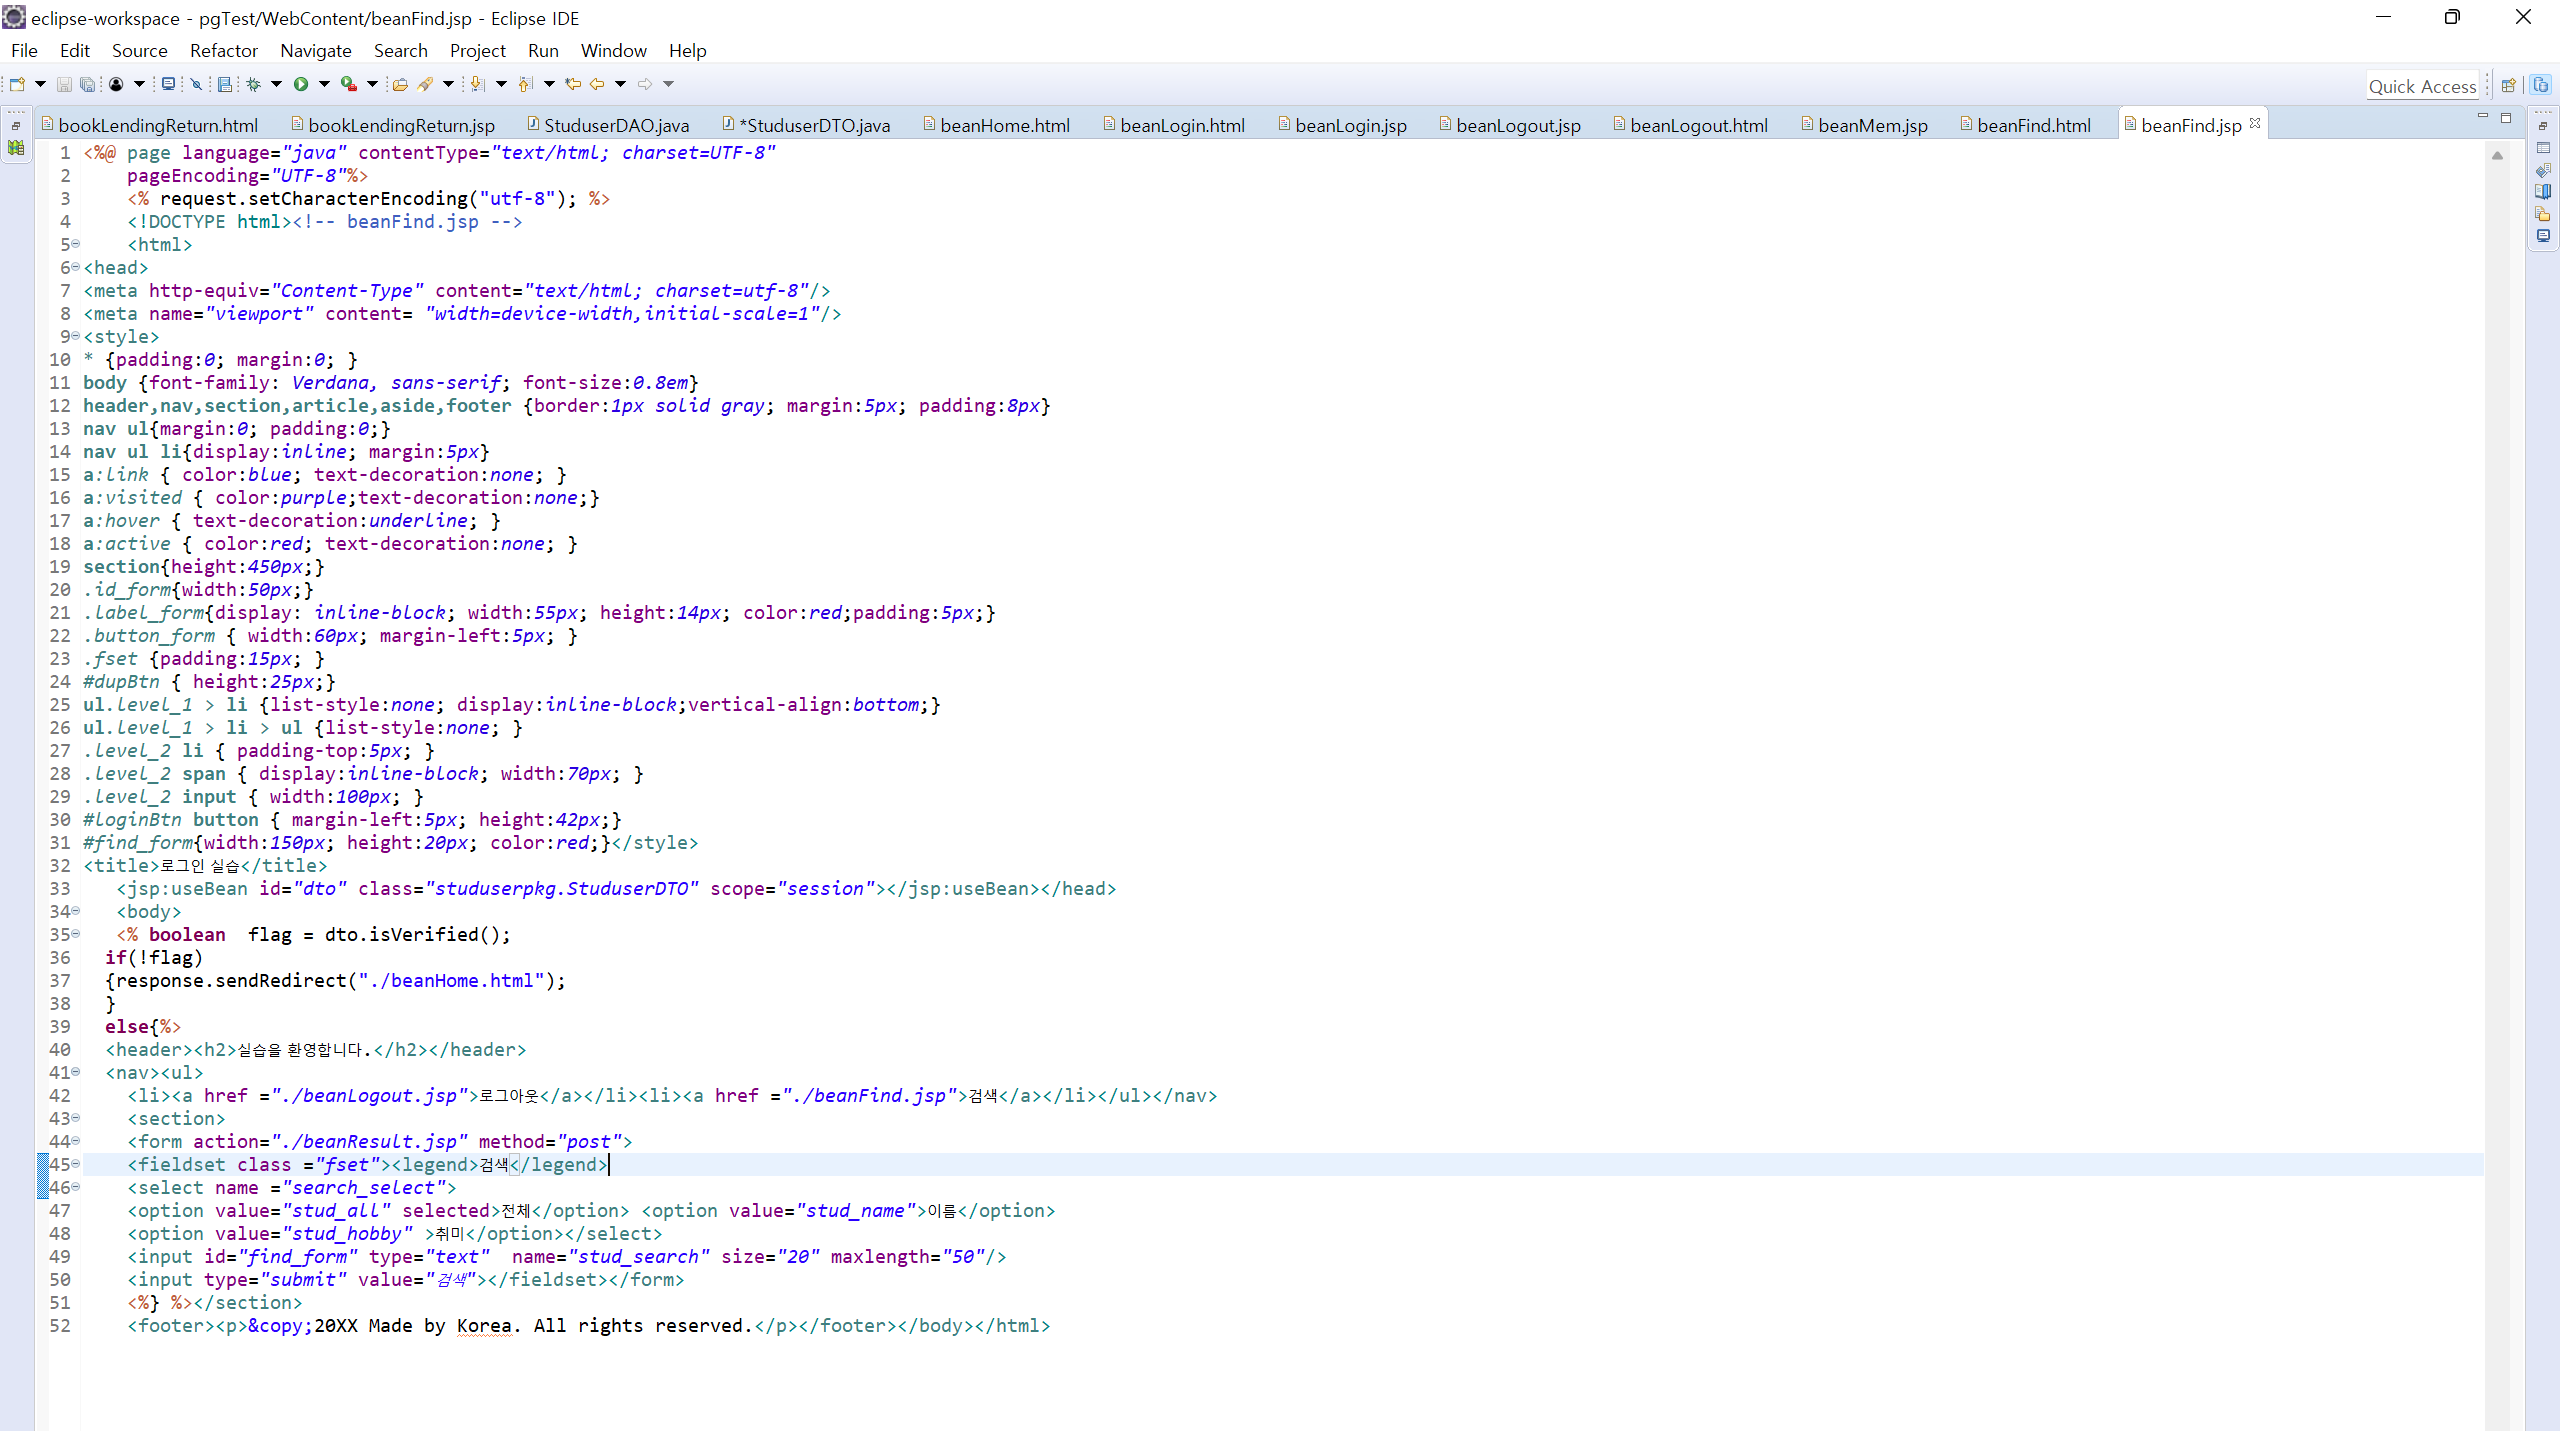 eclipse-workspace - pgTest/WebContent/beanFind.jsp - Eclipse IDE
File Edit Source Refactor Navigate Search Project Run Window Help
Quick Access
bookLendingReturn.html bookLendingReturn.jsp StuduserDAO.java *StuduserDTO.java beanHome.html beanLogin.html beanLogin.jsp beanLogout.jsp beanLogout.html beanMem.jsp beanFind.html beanFind.jsp
1 <%@ page language="java" contentType="text/html; charset=UTF-8"
2 pageEncoding="UTF-8"%>
3 <% request.setCharacterEncoding("utf-8"); %>
4 <!DOCTYPE html><!-- beanFind.jsp -->
5 <html>
6 <head>
7 <meta http-equiv="Content-Type" content="text/html; charset=utf-8"/>
8 <meta name="viewport" content= "width=device-width,initial-scale=1"/>
9 <style>
10 * {padding:0; margin:0; }
11 body {font-family: Verdana, sans-serif; font-size:0.8em}
12 header,nav,section,article,aside,footer {border:1px solid gray; margin:5px; padding:8px}
13 nav ul{margin:0; padding:0;}
14 nav ul li{display:inline; margin:5px}
15 a:link { color:blue; text-decoration:none; }
16 a:visited { color:purple;text-decoration:none;}
17 a:hover { text-decoration:underline; }
18 a:active { color:red; text-decoration:none; }
19 section{height:450px;}
20 .id_form{width:50px;}
21 .label_form{display: inline-block; width:55px; height:14px; color:red;padding:5px;}
22 .button_form { width:60px; margin-left:5px; }
23 .fset {padding:15px; }
24 #dupBtn { height:25px;}
25 ul.level_1 > li {list-style:none; display:inline-block;vertical-align:bottom;}
26 ul.level_1 > li > ul {list-style:none; }
27 .level_2 li { padding-top:5px; }
28 .level_2 span { display:inline-block; width:70px; }
29 .level_2 input { width:100px; }
30 #loginBtn button { margin-left:5px; height:42px;}
31 #find_form{width:150px; height:20px; color:red;}</style>
32 <title>로그인 실습</title>
33 <jsp:useBean id="dto" class="studuserpkg.StuduserDTO" scope="session"></jsp:useBean></head>
34 <body>
35 <% boolean  flag = dto.isVerified();
36 if(!flag)
37 {response.sendRedirect("./beanHome.html");
38 }
39 else{%>
40 <header><h2>실습을 환영합니다.</h2></header>
41 <nav><ul>
42 <li><a href ="./beanLogout.jsp">로그아웃</a></li><li><a href ="./beanFind.jsp">검색</a></li></ul></nav>
43 <section>
44 <form action="./beanResult.jsp" method="post">
45 <fieldset class ="fset"><legend>검색</legend>
46 <select name ="search_select">
47 <option value="stud_all" selected>전체</option> <option value="stud_name">이름</option>
48 <option value="stud_hobby" >취미</option></select>
49 <input id="find_form" type="text"  name="stud_search" size="20" maxlength="50"/>
50 <input type="submit" value="검색"></fieldset></form>
51 <%} %></section>
52 <footer><p>&copy;20XX Made by Korea. All rights reserved.</p></footer></body></html>